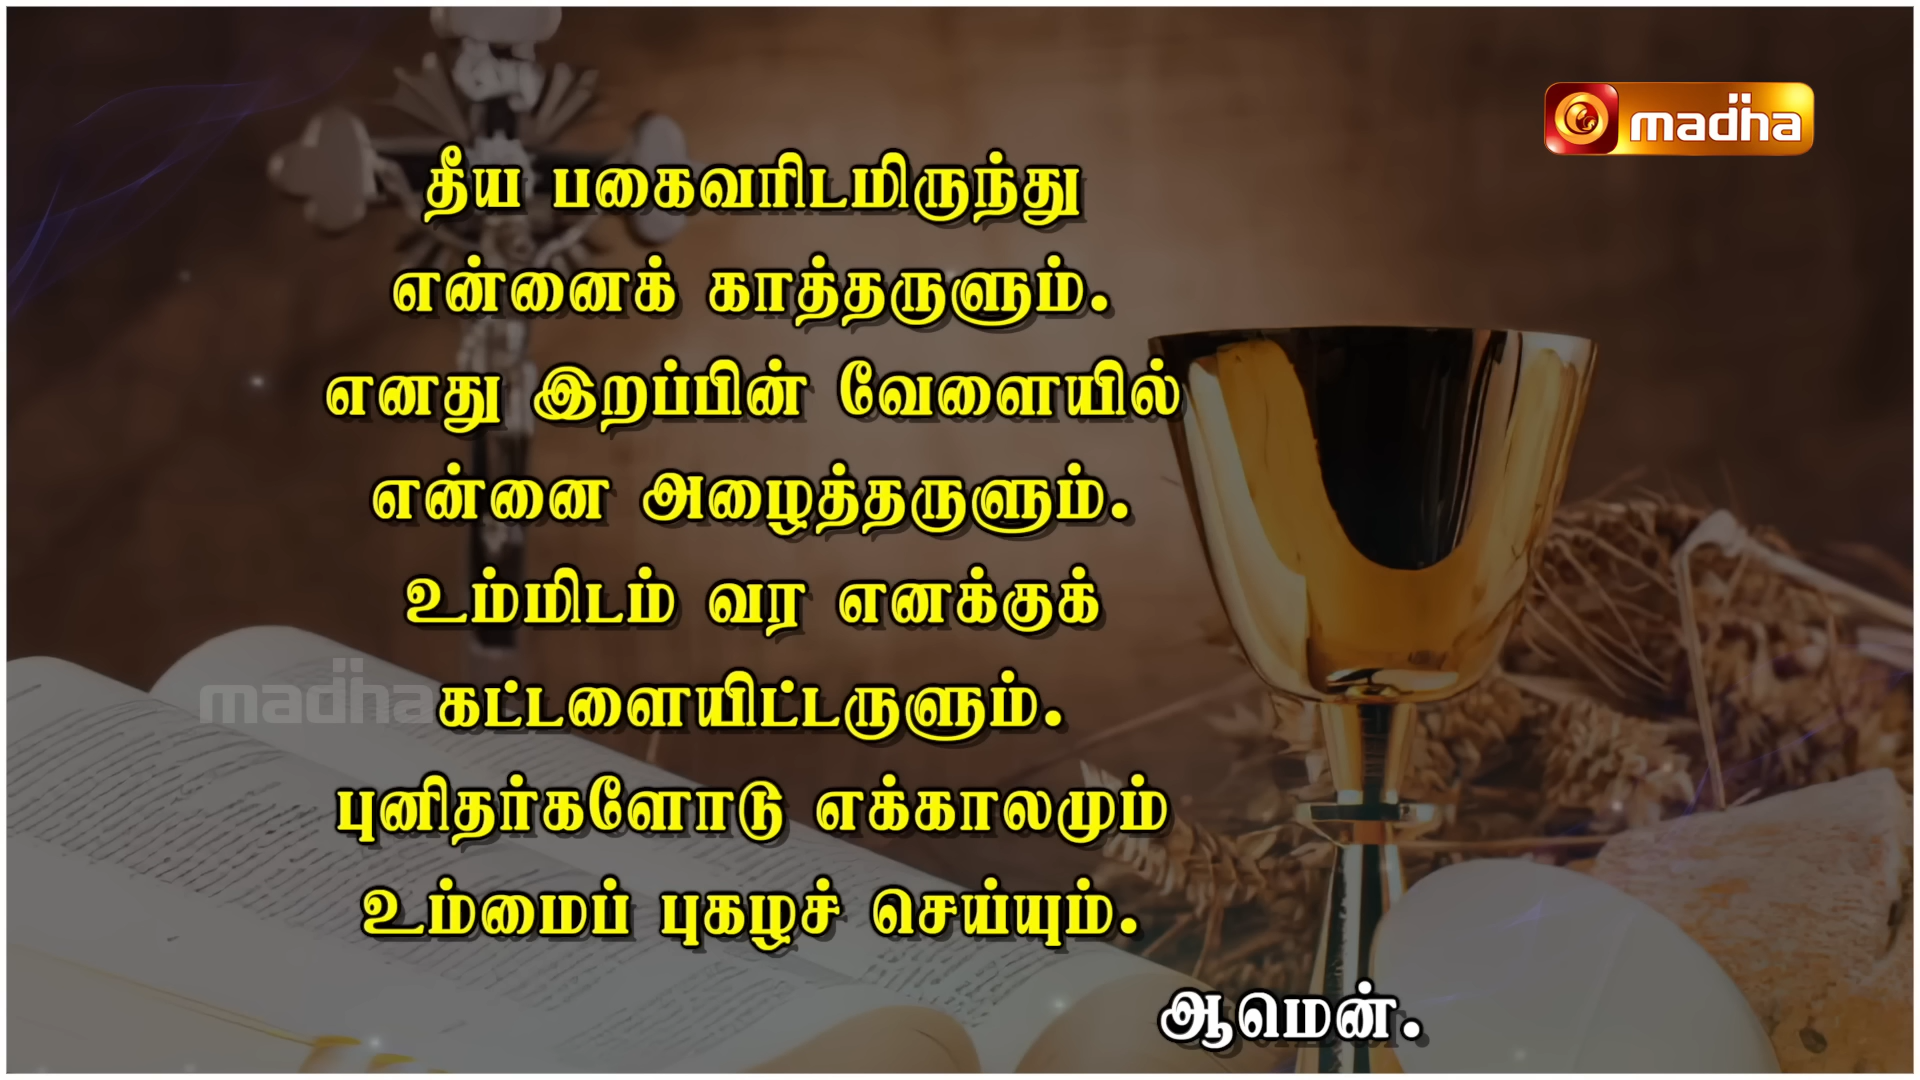 madha
தீய பகைவரிடமிருந்து
என்னைக் காத்தருளும்.
எனது இறப்பின் வேளையில்
என்னை அழைத்தருளும்.
உம்மிடம் வர எனக்குக்
கட்டளையிட்டருளும்.
madha
புனிதர்களோடு எக்காலமும்
உம்மைப் புகழச் செய்யும்.
ஆமென்.